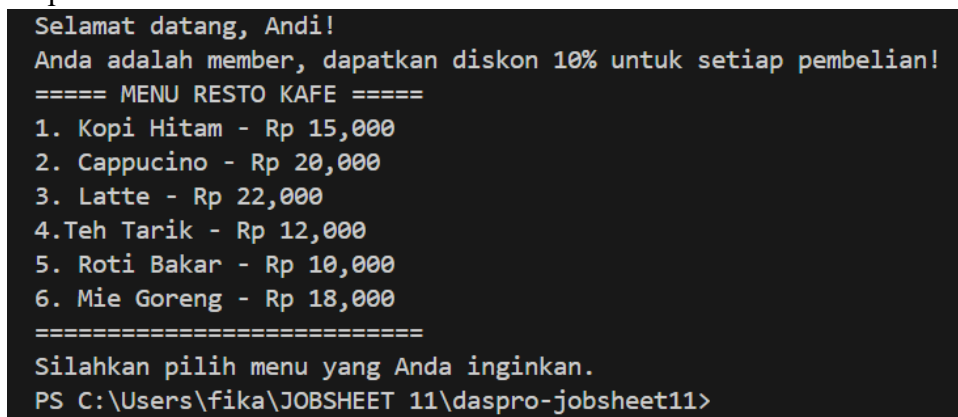 Selamat datang, Andi!
Anda adalah member, dapatkan diskon 10% untuk setiap pembelian!
===== MENU RESTO KAFE =====
1. Kopi Hitam - Rp 15,000
2. Cappucino - Rp 20,000
3. Latte - Rp 22,000
4.Teh Tarik - Rp 12,000
5. Roti Bakar - Rp 10,000
6. Mie Goreng - Rp 18,000
===========================
Silahkan pilih menu yang Anda inginkan.
PS C:\Users\fika\JOBSHEET 11\daspro-jobsheet11>